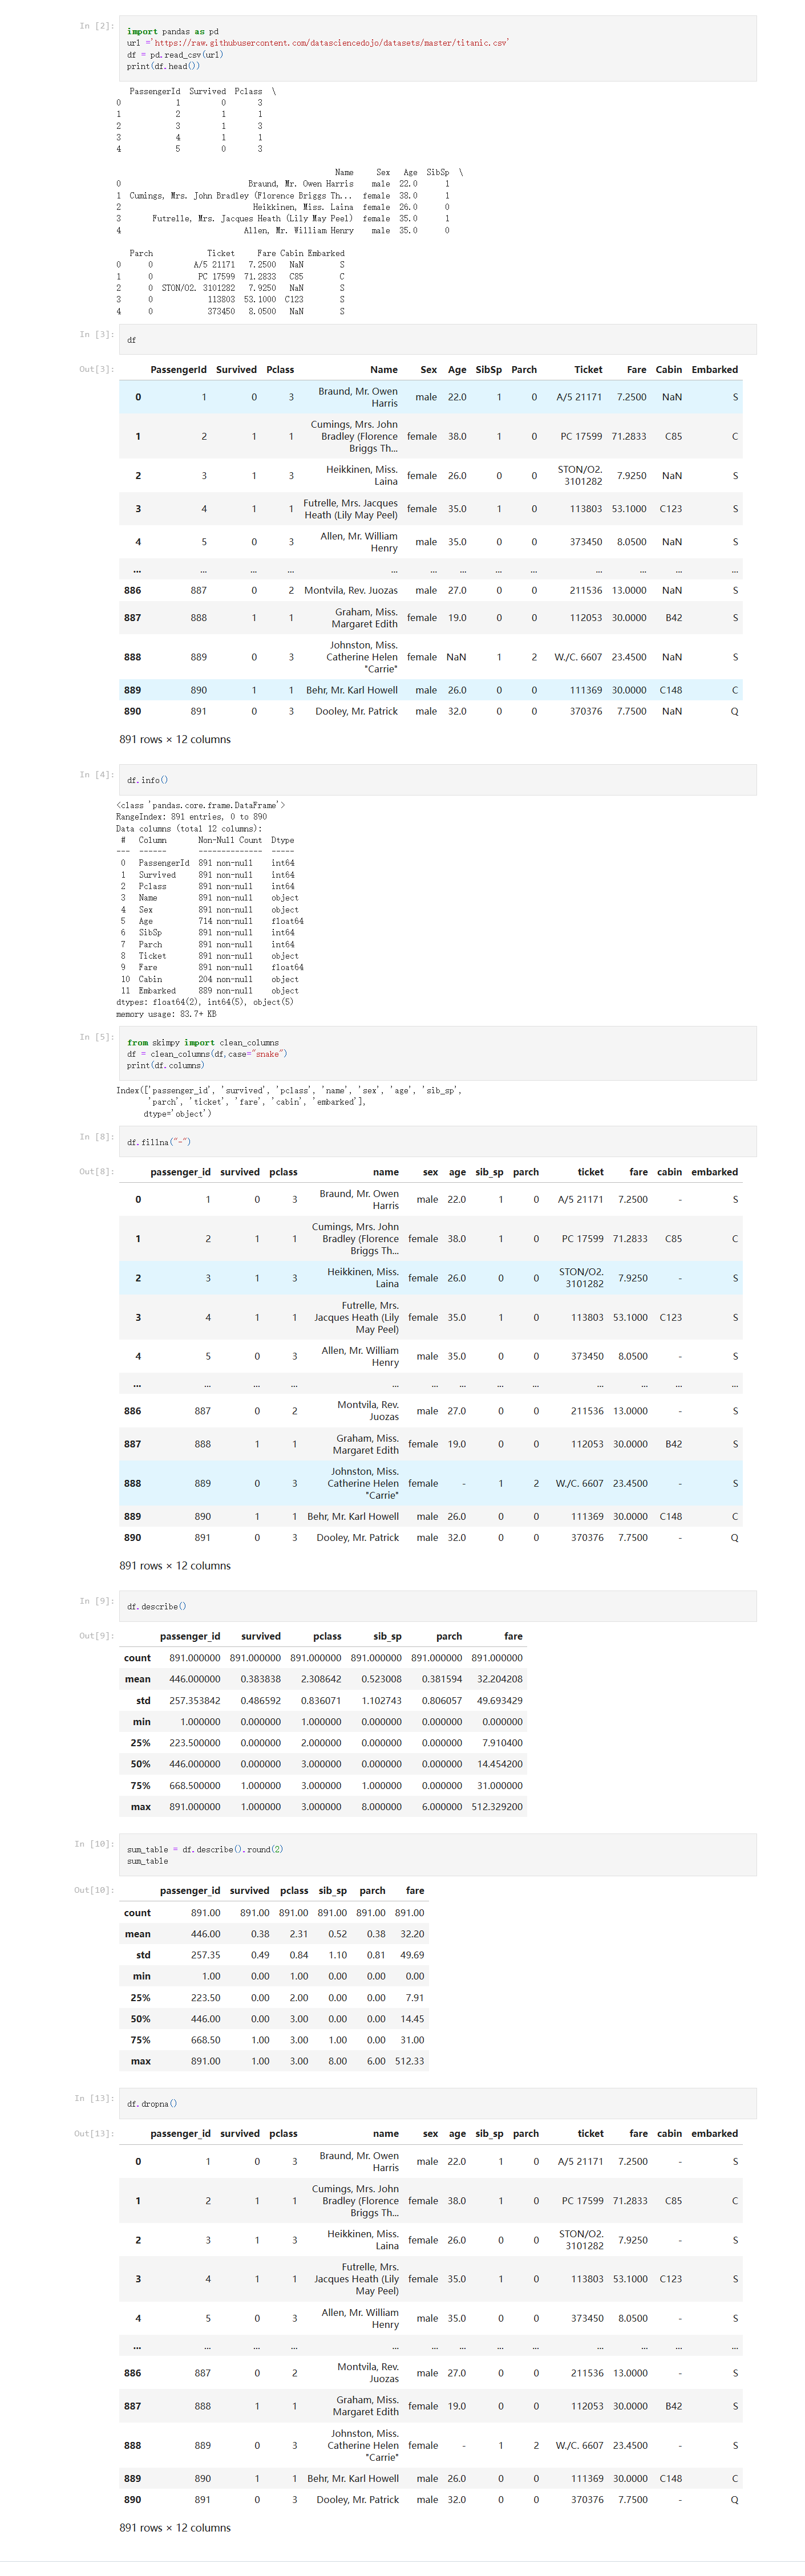 In [2]:
import pandas as pd
url ='https://raw.githubusercontent.com/datasciencedojo/datasets/master/titanic.csv'
df = pd.read_csv(url)
print(df.head())
PassengerId Survived Pclass \
0 1 0 3
1 2 1 1
2 3 1 3
3 4 1 1
4 5 0 3
Name Sex Age SibSp \
0 Braund, Mr. Owen Harris male 22.0 1
1 Cumings, Mrs. John Bradley (Florence Briggs Th... female 38.0 1
2 Heikkinen, Miss. Laina female 26.0 0
3 Futrelle, Mrs. Jacques Heath (Lily May Peel) female 35.0 1
4 Allen, Mr. William Henry male 35.0 0
Parch Ticket Fare Cabin Embarked
0 0 A/5 21171 7.2500 NaN S
1 0 PC 17599 71.2833 C85 C
2 0 STON/O2. 3101282 7.9250 NaN S
3 0 113803 53.1000 C123 S
4 0 373450 8.0500 NaN S
In [3]:
df
Out[3]:
PassengerId Survived Pclass Name Sex Age SibSp Parch Ticket Fare Cabin Embarked
0 1 0 3 Braund, Mr. Owen Harris male 22.0 1 0 A/5 21171 7.2500 NaN S
1 2 1 1 Cumings, Mrs. John Bradley (Florence Briggs Th... female 38.0 1 0 PC 17599 71.2833 C85 C
2 3 1 3 Heikkinen, Miss. Laina female 26.0 0 0 STON/O2. 3101282 7.9250 NaN S
3 4 1 1 Futrelle, Mrs. Jacques Heath (Lily May Peel) female 35.0 1 0 113803 53.1000 C123 S
4 5 0 3 Allen, Mr. William Henry male 35.0 0 0 373450 8.0500 NaN S
... ... ... ... ... ... ... ... ... ... ... ... ...
886 887 0 2 Montvila, Rev. Juozas male 27.0 0 0 211536 13.0000 NaN S
887 888 1 1 Graham, Miss. Margaret Edith female 19.0 0 0 112053 30.0000 B42 S
888 889 0 3 Johnston, Miss. Catherine Helen "Carrie" female NaN 1 2 W./C. 6607 23.4500 NaN S
889 890 1 1 Behr, Mr. Karl Howell male 26.0 0 0 111369 30.0000 C148 C
890 891 0 3 Dooley, Mr. Patrick male 32.0 0 0 370376 7.7500 NaN Q
891 rows × 12 columns
In [4]:
df.info()
<class 'pandas.core.frame.DataFrame'>
RangeIndex: 891 entries, 0 to 890
Data columns (total 12 columns):
# Column Non-Null Count Dtype
--- ------ -------------- -----
0 PassengerId 891 non-null int64
1 Survived 891 non-null int64
2 Pclass 891 non-null int64
3 Name 891 non-null object
4 Sex 891 non-null object
5 Age 714 non-null float64
6 SibSp 891 non-null int64
7 Parch 891 non-null int64
8 Ticket 891 non-null object
9 Fare 891 non-null float64
10 Cabin 204 non-null object
11 Embarked 889 non-null object
dtypes: float64(2), int64(5), object(5)
memory usage: 83.7+ KB
In [5]:
from skimpy import clean_columns
df = clean_columns(df,case="snake")
print(df.columns)
Index(['passenger_id', 'survived', 'pclass', 'name', 'sex', 'age', 'sib_sp',
'parch', 'ticket', 'fare', 'cabin', 'embarked'],
dtype='object')
In [8]:
df.fillna("-")
Out[8]:
passenger_id survived pclass name sex age sib_sp parch ticket fare cabin embarked
0 1 0 3 Braund, Mr. Owen Harris male 22.0 1 0 A/5 21171 7.2500 - S
1 2 1 1 Cumings, Mrs. John Bradley (Florence Briggs Th... female 38.0 1 0 PC 17599 71.2833 C85 C
2 3 1 3 Heikkinen, Miss. Laina female 26.0 0 0 STON/O2. 3101282 7.9250 - S
3 4 1 1 Futrelle, Mrs. Jacques Heath (Lily May Peel) female 35.0 1 0 113803 53.1000 C123 S
4 5 0 3 Allen, Mr. William Henry male 35.0 0 0 373450 8.0500 - S
... ... ... ... ... ... ... ... ... ... ... ... ...
886 887 0 2 Montvila, Rev. Juozas male 27.0 0 0 211536 13.0000 - S
887 888 1 1 Graham, Miss. Margaret Edith female 19.0 0 0 112053 30.0000 B42 S
888 889 0 3 Johnston, Miss. Catherine Helen "Carrie" female - 1 2 W./C. 6607 23.4500 - S
889 890 1 1 Behr, Mr. Karl Howell male 26.0 0 0 111369 30.0000 C148 C
890 891 0 3 Dooley, Mr. Patrick male 32.0 0 0 370376 7.7500 - Q
891 rows × 12 columns
In [9]:
df.describe()
Out[9]:
passenger_id survived pclass sib_sp parch fare
count 891.000000 891.000000 891.000000 891.000000 891.000000 891.000000
mean 446.000000 0.383838 2.308642 0.523008 0.381594 32.204208
std 257.353842 0.486592 0.836071 1.102743 0.806057 49.693429
min 1.000000 0.000000 1.000000 0.000000 0.000000 0.000000
25% 223.500000 0.000000 2.000000 0.000000 0.000000 7.910400
50% 446.000000 0.000000 3.000000 0.000000 0.000000 14.454200
75% 668.500000 1.000000 3.000000 1.000000 0.000000 31.000000
max 891.000000 1.000000 3.000000 8.000000 6.000000 512.329200
In [10]:
sum_table = df.describe().round(2)
sum_table
Out[10]:
passenger_id survived pclass sib_sp parch fare
count 891.00 891.00 891.00 891.00 891.00 891.00
mean 446.00 0.38 2.31 0.52 0.38 32.20
std 257.35 0.49 0.84 1.10 0.81 49.69
min 1.00 0.00 1.00 0.00 0.00 0.00
25% 223.50 0.00 2.00 0.00 0.00 7.91
50% 446.00 0.00 3.00 0.00 0.00 14.45
75% 668.50 1.00 3.00 1.00 0.00 31.00
max 891.00 1.00 3.00 8.00 6.00 512.33
In [13]:
df.dropna()
Out[13]:
passenger_id survived pclass name sex age sib_sp parch ticket fare cabin embarked
0 1 0 3 Braund, Mr. Owen Harris male 22.0 1 0 A/5 21171 7.2500 - S
1 2 1 1 Cumings, Mrs. John Bradley (Florence Briggs Th... female 38.0 1 0 PC 17599 71.2833 C85 C
2 3 1 3 Heikkinen, Miss. Laina female 26.0 0 0 STON/O2. 3101282 7.9250 - S
3 4 1 1 Futrelle, Mrs. Jacques Heath (Lily May Peel) female 35.0 1 0 113803 53.1000 C123 S
4 5 0 3 Allen, Mr. William Henry male 35.0 0 0 373450 8.0500 - S
... ... ... ... ... ... ... ... ... ... ... ... ...
886 887 0 2 Montvila, Rev. Juozas male 27.0 0 0 211536 13.0000 - S
887 888 1 1 Graham, Miss. Margaret Edith female 19.0 0 0 112053 30.0000 B42 S
888 889 0 3 Johnston, Miss. Catherine Helen "Carrie" female - 1 2 W./C. 6607 23.4500 - S
889 890 1 1 Behr, Mr. Karl Howell male 26.0 0 0 111369 30.0000 C148 C
890 891 0 3 Dooley, Mr. Patrick male 32.0 0 0 370376 7.7500 - Q
891 rows × 12 columns